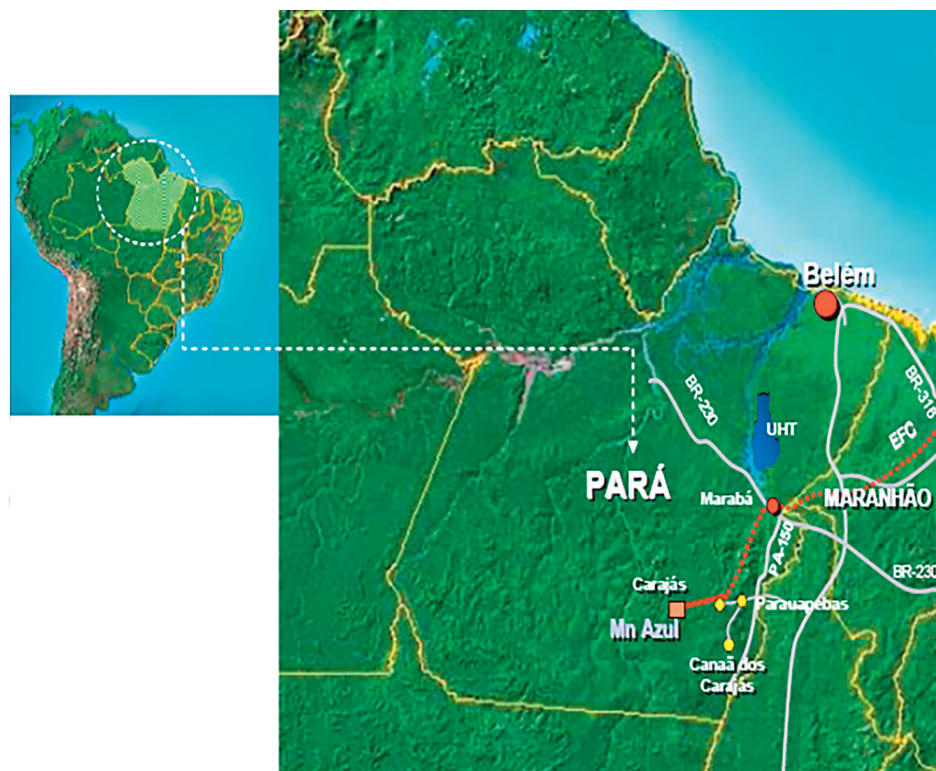 Belém
BR-316
BR-230
EFC
UHT
PARÁ
Marabá
MARANHÃO
PA-150
BR-230
Carajás
Parauapebas
Mn Azul
Canaã dos
Carajás